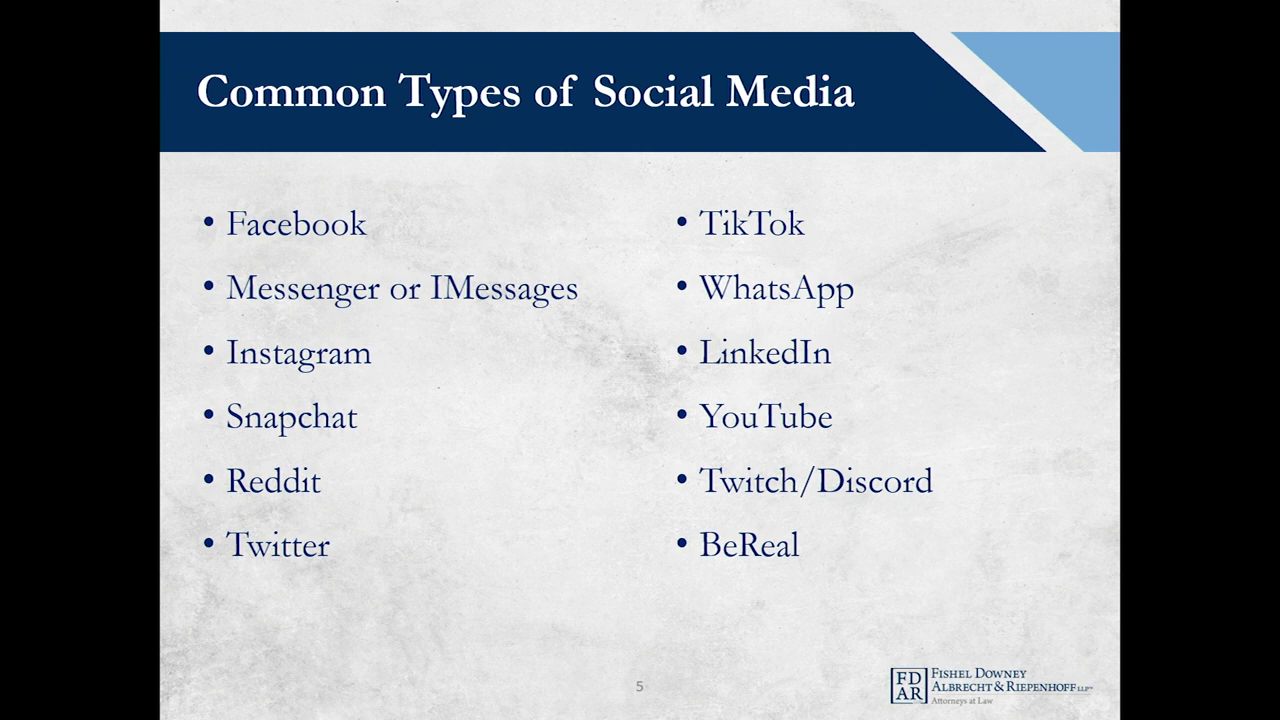 Common Types of Social Media
• Facebook
• Messenger or IMessages
• Instagram
• Snapchat
• Reddit
• Twitter
• TikTok
• WhatsApp
• LinkedIn
• YouTube
• Twitch/Discord
• BeReal
5
FD
AR
FISHEL DOWNEY
ALBRECHT & RIEPENHOFF LLP
Attorneys at Law